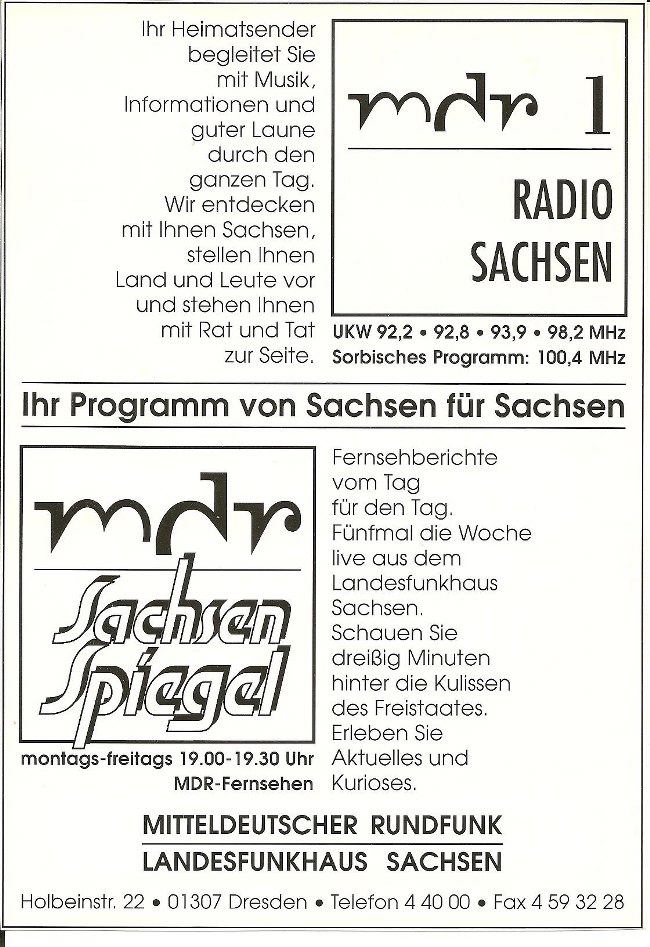 Ihr Heimatsender
begleitet Sie
mit Musik,
Informationen und
guter Laune
durch den
ganzen Tag.
Wir entdecken
mit Ihnen Sachsen,
stellen Ihnen
Land und Leute vor
und stehen Ihnen
mit Rat und Tat
zur Seite.
mdr 1
RADIO
SACHSEN
UKW 92,2 • 92,8 • 93,9 • 98,2 MHz
Sorbisches Programm: 100,4 MHz
Ihr Programm von Sachsen für Sachsen
mdr
Sachsen
Spiegel
montags-freitags 19.00-19.30 Uhr
MDR-Fernsehen
Fernsehberichte
vom Tag
für den Tag.
Fünfmal die Woche
live aus dem
Landesfunkhaus
Sachsen.
Schauen Sie
dreißig Minuten
hinter die Kulissen
des Freistaates.
Erleben Sie
Aktuelles und
Kurioses.
MITTELDEUTSCHER RUNDFUNK
LANDESFUNKHAUS SACHSEN
Holbeinstr. 22 • 01307 Dresden • Telefon 4 40 00 • Fax 4 59 32 28